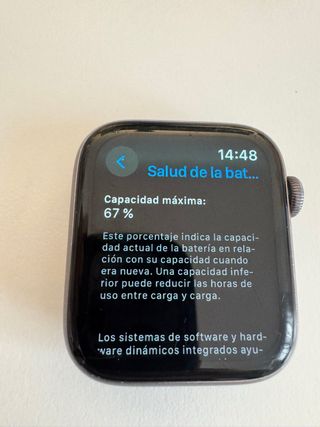 14:48
Salud de la bat...
Capacidad máxima:
67 %
Este porcentaje indica la capaci-
dad actual de la batería en rela-
ción con su capacidad cuando
era nueva. Una capacidad infe-
rior puede reducir las horas de
uso entre carga y carga.
Los sistemas de software y hard-
ware dinámicos integrados ayu-